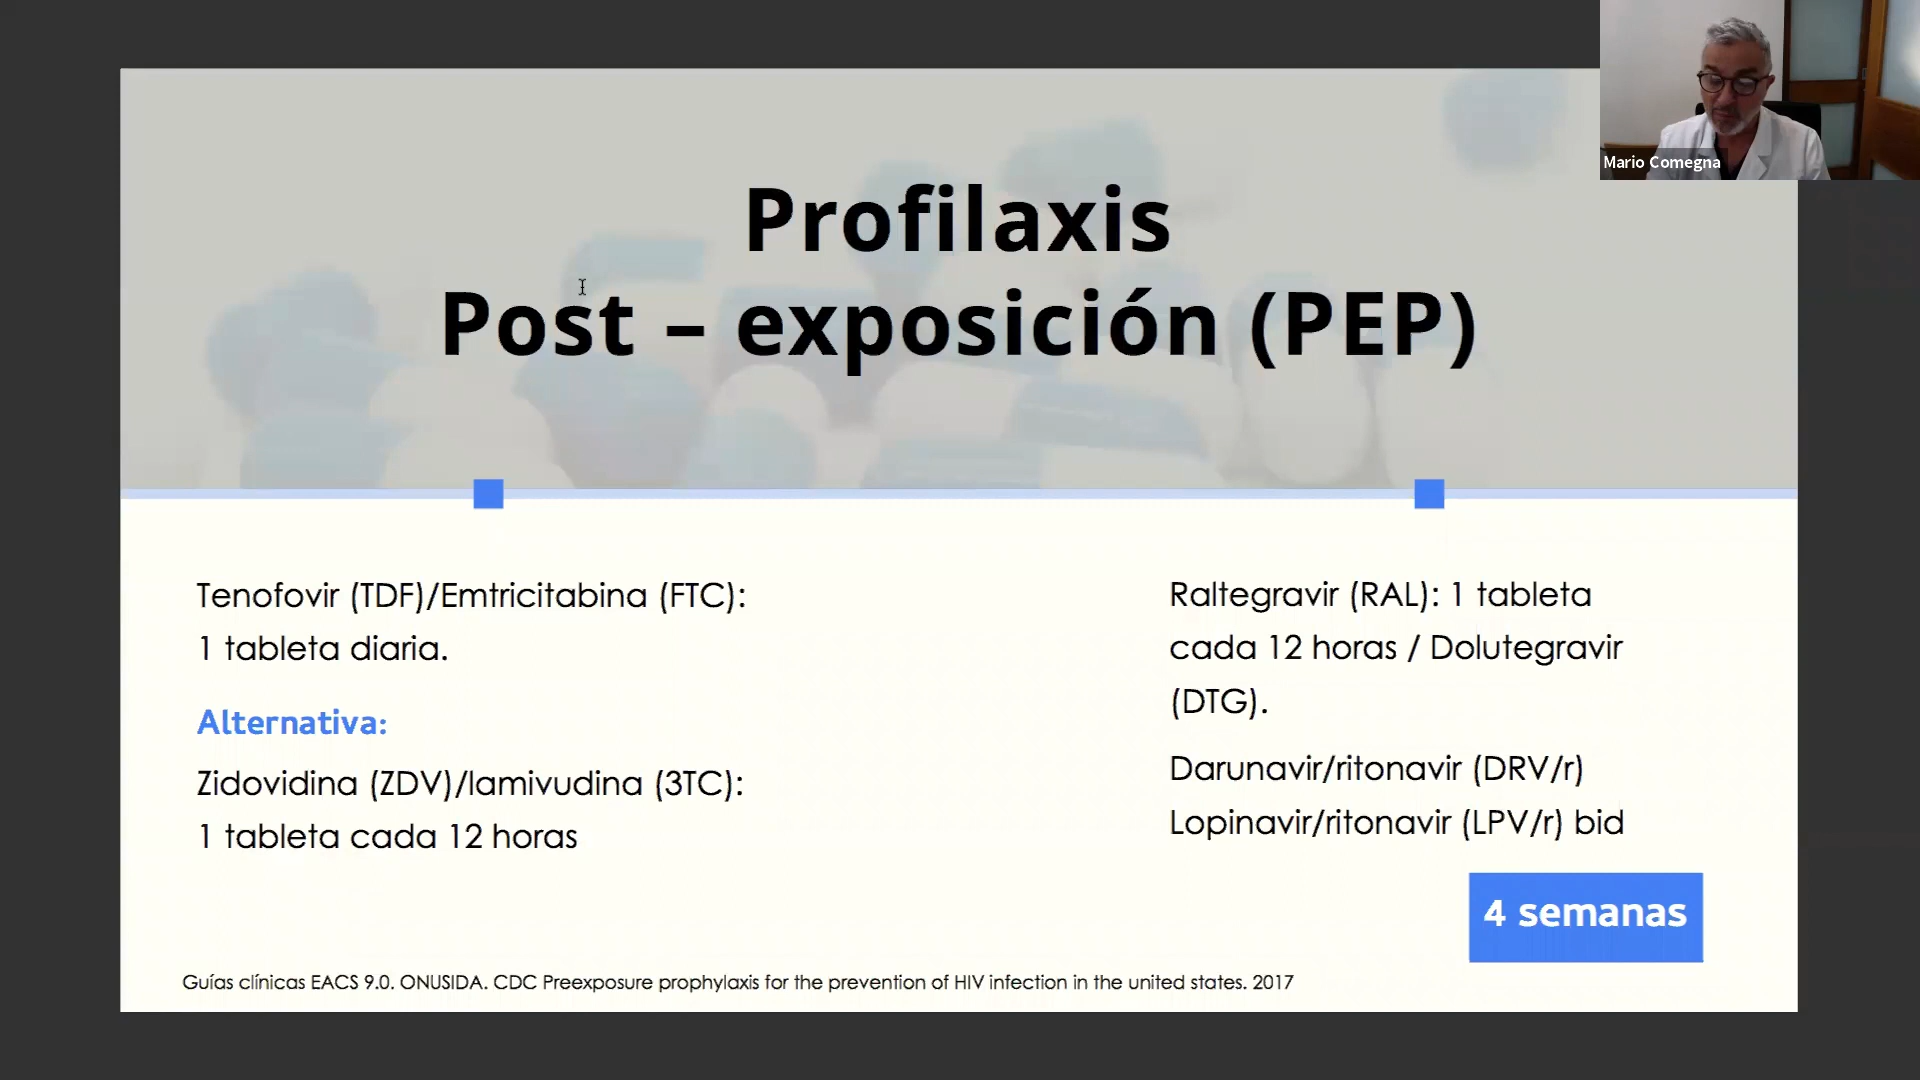 Mario Comegna
Profilaxis
Post – exposición (PEP)
Tenofovir (TDF)/Emtricitabina (FTC):
1 tableta diaria.
Alternativa:
Zidovidina (ZDV)/lamivudina (3TC):
1 tableta cada 12 horas
Raltegravir (RAL): 1 tableta
cada 12 horas / Dolutegravir
(DTG).
Darunavir/ritonavir (DRV/r)
Lopinavir/ritonavir (LPV/r) bid
4 semanas
Guías clínicas EACS 9.0. ONUSIDA. CDC Preexposure prophylaxis for the prevention of HIV infection in the united states. 2017